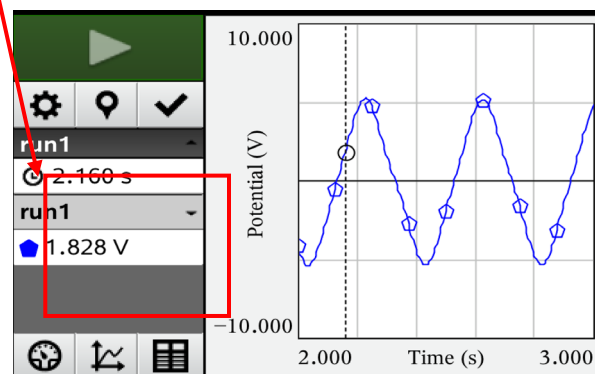 10.000
run1
2.160 s
run1
1.828 V
Potential (V)
−10.000
2.000 Time (s) 3.000